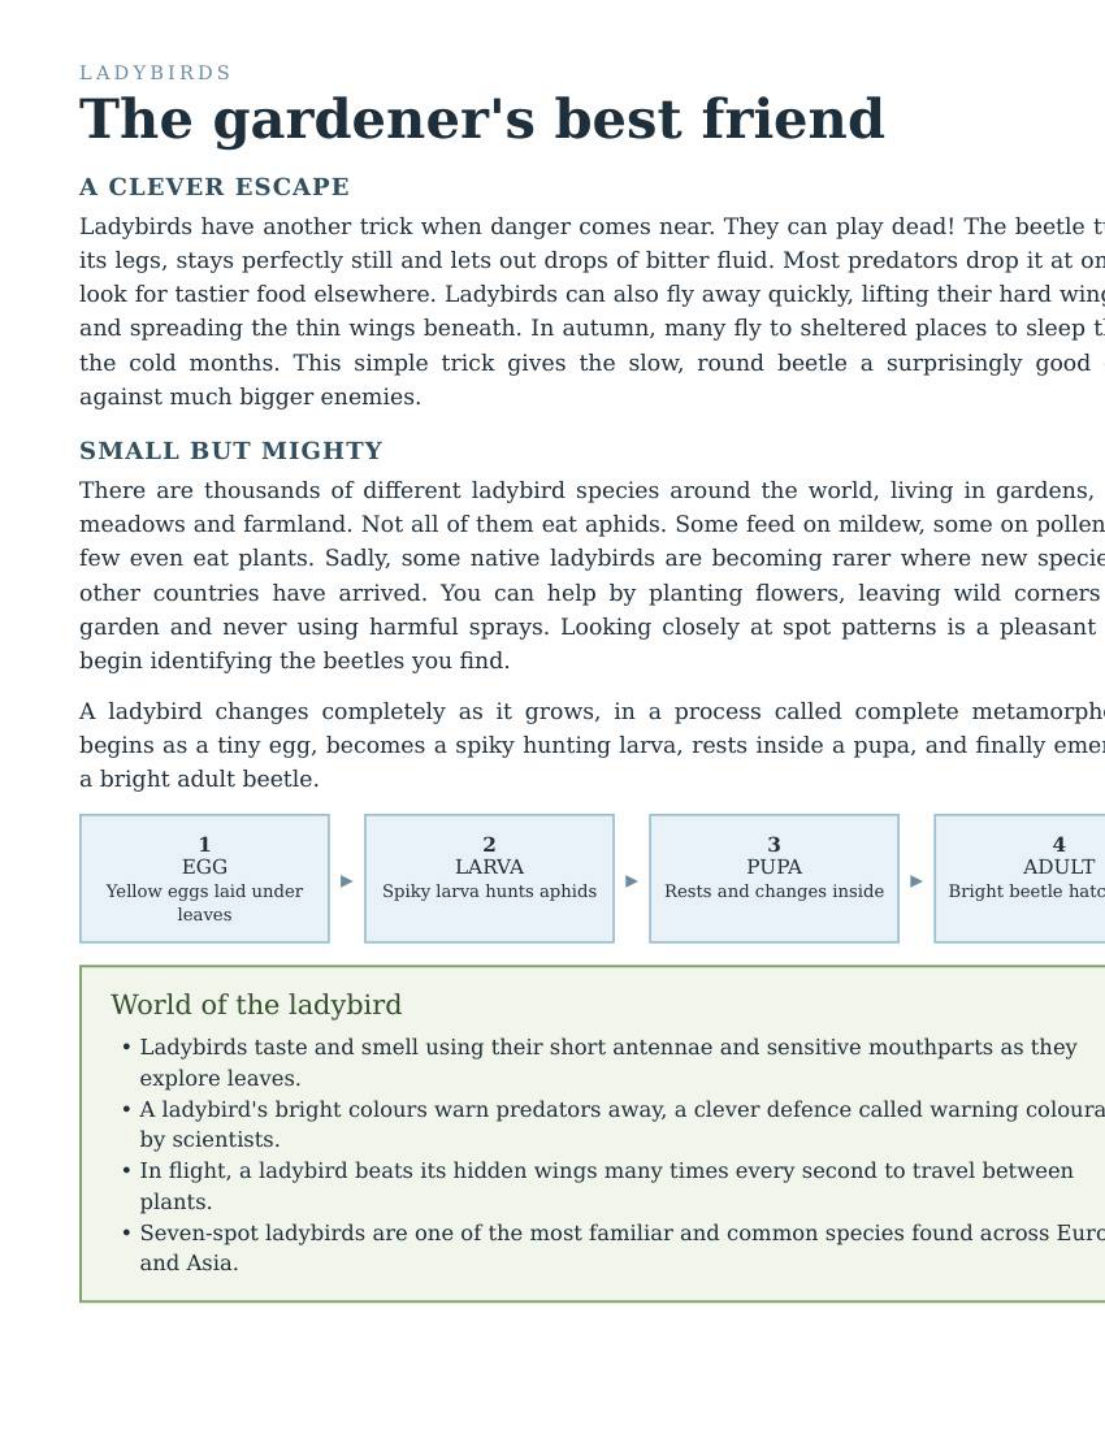 LADYBIRDS
The gardener's best friend
A CLEVER ESCAPE
Ladybirds have another trick when danger comes near. They can play dead! The beetle
its legs, stays perfectly still and lets out drops of bitter fluid. Most predators drop it at
look for tastier food elsewhere. Ladybirds can also fly away quickly, lifting their hard
and spreading the thin wings beneath. In autumn, many fly to sheltered places to sleep
the cold months. This simple trick gives the slow, round beetle a surprisingly good
against much bigger enemies.
SMALL BUT MIGHTY
There are thousands of different ladybird species around the world, living in gardens,
meadows and farmland. Not all of them eat aphids. Some feed on mildew, some on pollen
few even eat plants. Sadly, some native ladybirds are becoming rarer where new
other countries have arrived. You can help by planting flowers, leaving wild corners
garden and never using harmful sprays. Looking closely at spot patterns is a pleasant
begin identifying the beetles you find.
A ladybird changes completely as it grows, in a process called complete
begins as a tiny egg, becomes a spiky hunting larva, rests inside a pupa, and finally
a bright adult beetle.
1
EGG
Yellow eggs laid under
leaves
2
LARVA
Spiky larva hunts aphids
3
PUPA
Rests and changes inside
4
ADULT
Bright beetle
World of the ladybird
• Ladybirds taste and smell using their short antennae and sensitive mouthparts as they
explore leaves.
• A ladybird's bright colours warn predators away, a clever defence called warning
by scientists.
• In flight, a ladybird beats its hidden wings many times every second to travel between
plants.
• Seven-spot ladybirds are one of the most familiar and common species found across
and Asia.